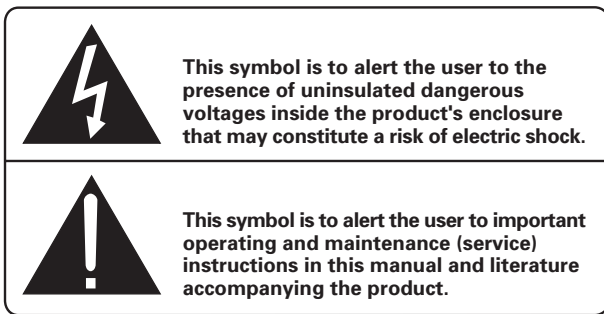 This symbol is to alert the user to the
presence of uninsulated dangerous
voltages inside the product's enclosure
that may constitute a risk of electric shock.
This symbol is to alert the user to important
operating and maintenance (service)
instructions in this manual and literature
accompanying the product.